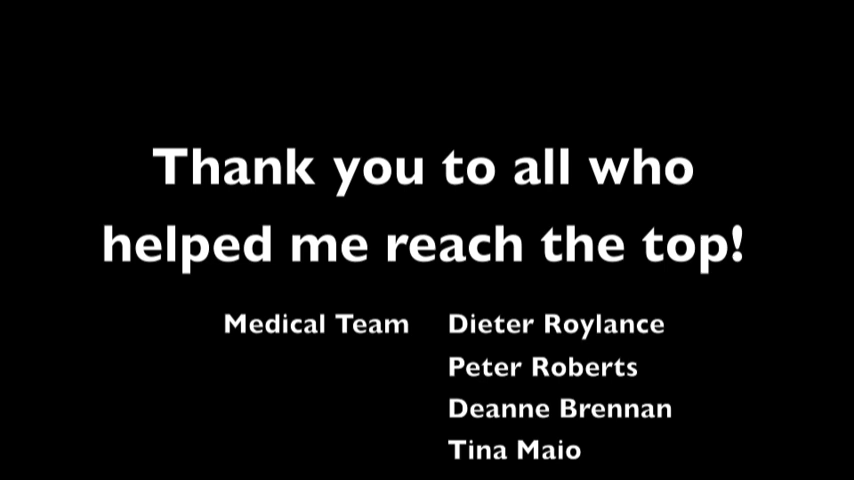 Thank you to all who
helped me reach the top!
Medical Team Dieter Roylance
Peter Roberts
Deanne Brennan
Tina Maio